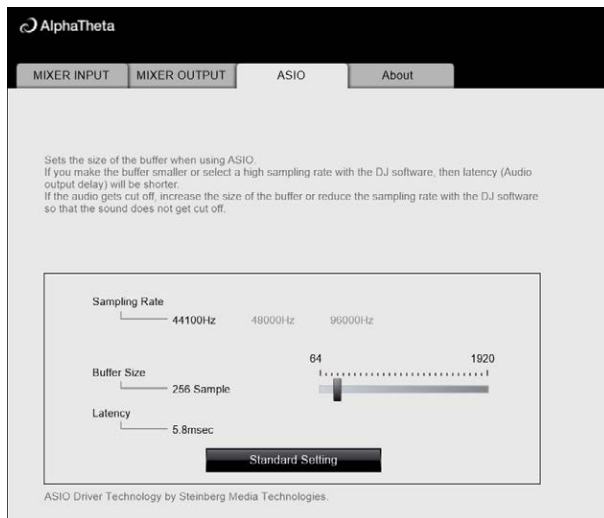 AlphaTheta
MIXER INPUT MIXER OUTPUT ASIO About
Sets the size of the buffer when using ASIO.
If you make the buffer smaller or select a high sampling rate with the DJ software, then latency (Audio
output delay) will be shorter.
If the audio gets cut off, increase the size of the buffer or reduce the sampling rate with the DJ software
so that the sound does not get cut off.
Sampling Rate
44100Hz 48000Hz 96000Hz
64 1920
Buffer Size
256 Sample
Latency
5.8msec
Standard Setting
ASIO Driver Technology by Steinberg Media Technologies.